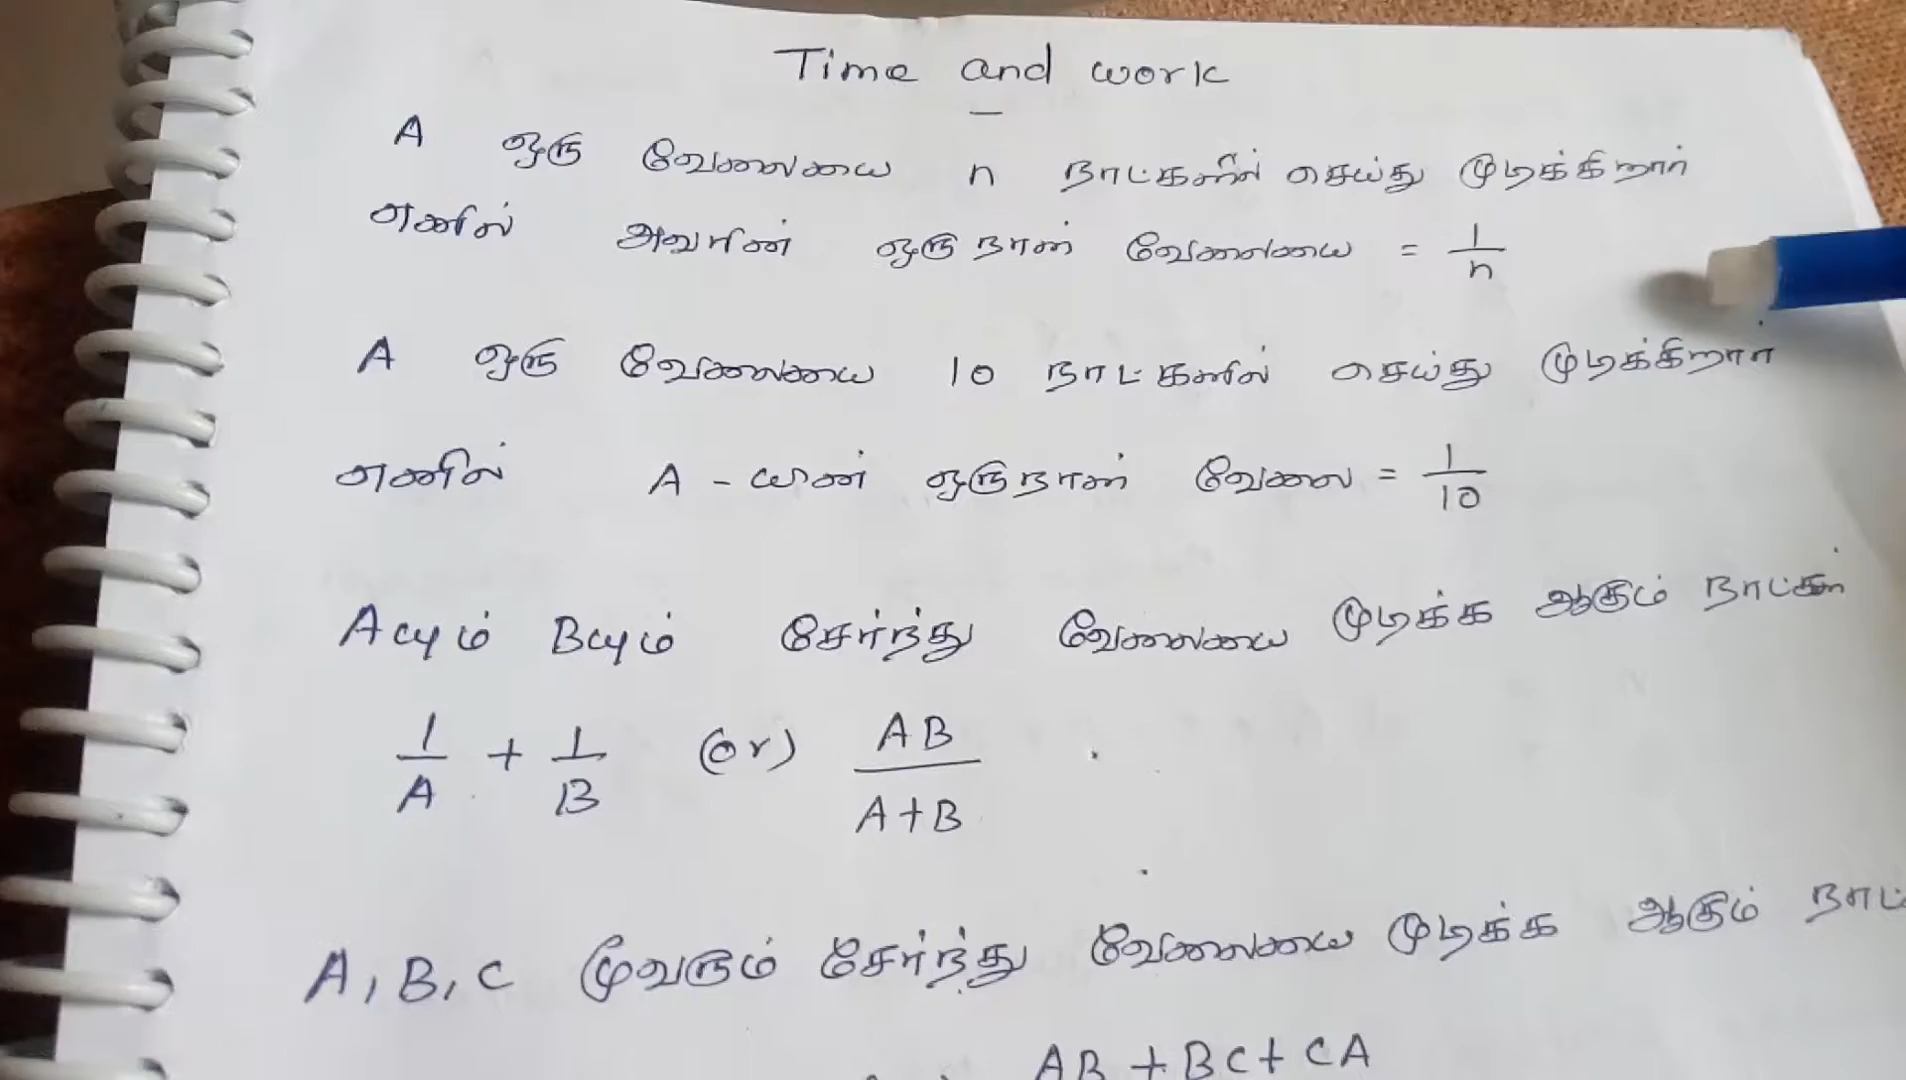 Time and work
A ஒரு வேலையை n நாட்களில் செய்து முடிக்கிறார்
எனில் அவரின் ஒருநாள் வேலையை = 1/n
A ஒரு வேலையை 10 நாட்களில் செய்து முடிக்கிறார்
எனில் A - யின் ஒருநாள் வேலை = 1/10
Aயும் Bயும் சேர்ந்து வேலையை முடிக்க ஆகும் நாட்கள்
1/A + 1/B (or) AB/A+B
A, B, C மூவரும் சேர்ந்து வேலையை முடிக்க ஆகும் நாட்
AB + BC + CA